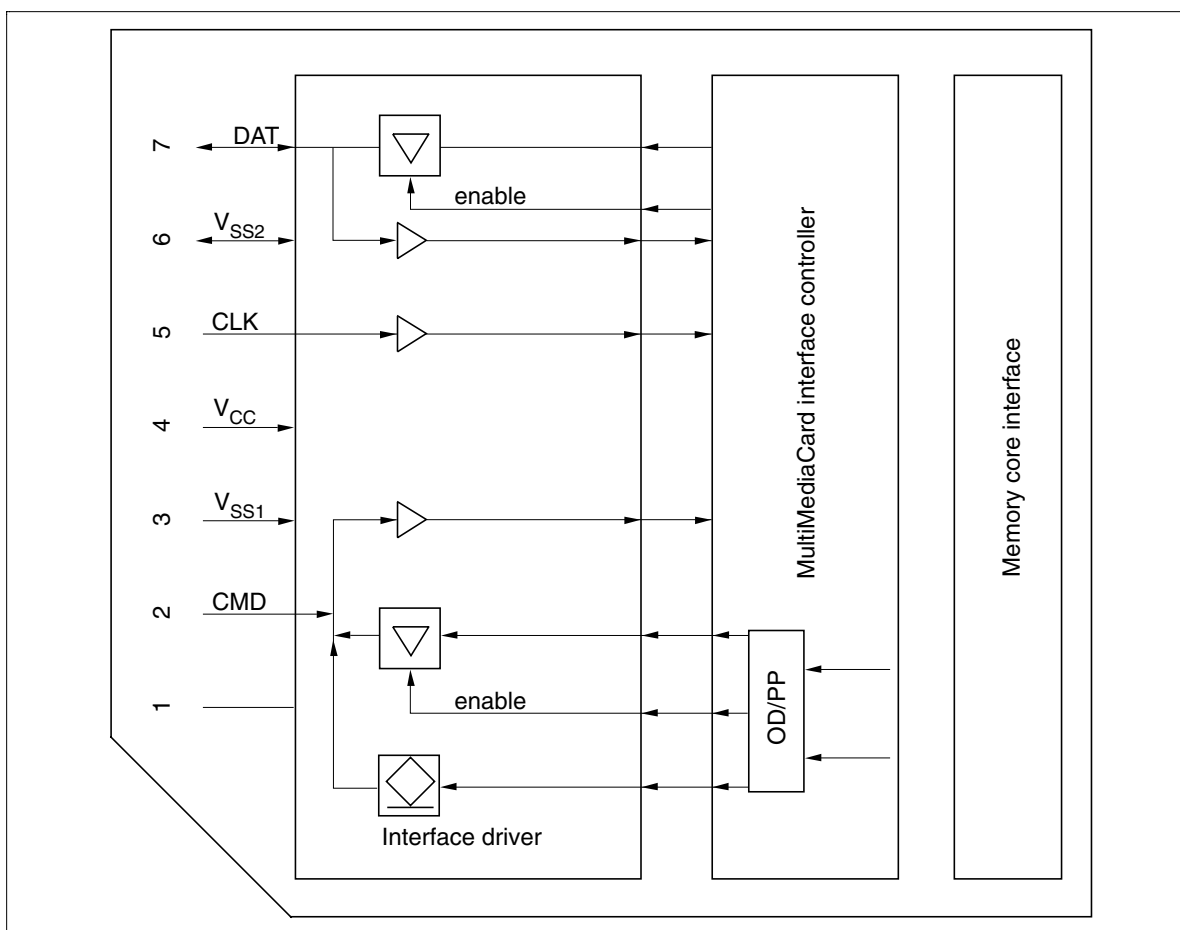 7 DAT
enable
6 VSS2
5 CLK
4 VCC
3 VSS1
2 CMD
1
enable
OD/PP
Interface driver
MultiMediaCard interface controller
Memory core interface